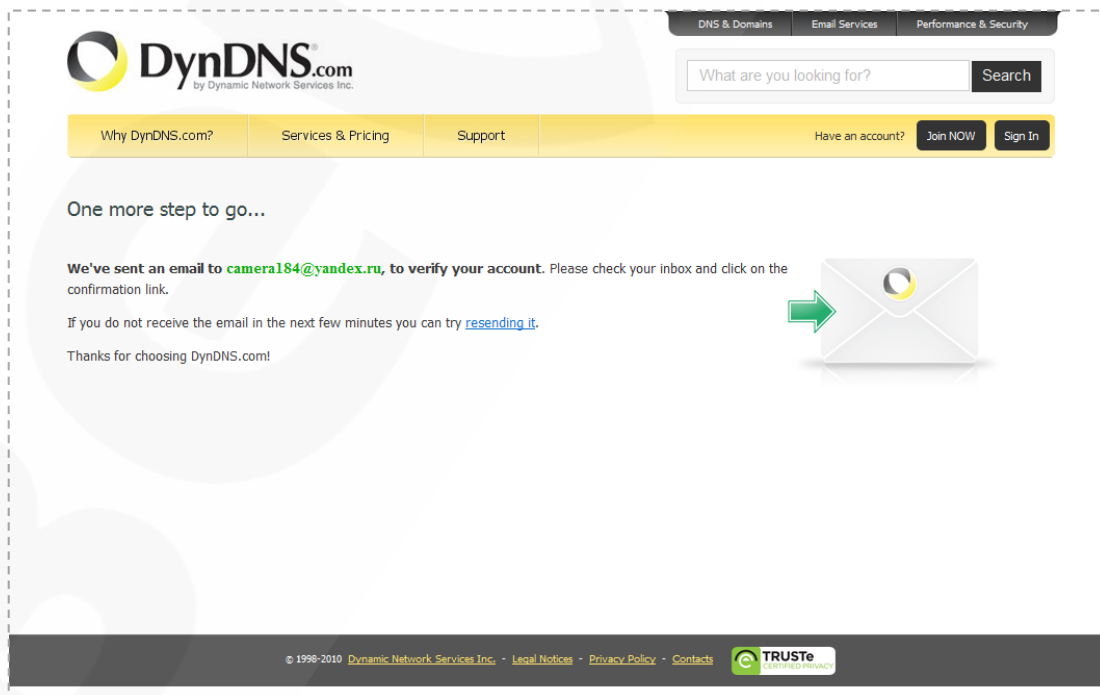 DNS & Domains Email Services Performance & Security
DynDNS.com
by Dynamic Network Services Inc.
What are you looking for? Search
Why DynDNS.com? Services & Pricing Support Have an account? Join NOW Sign In
One more step to go...
We've sent an email to camera184@yandex.ru, to verify your account. Please check your inbox and click on the
confirmation link.
If you do not receive the email in the next few minutes you can try resending it.
Thanks for choosing DynDNS.com!
© 1998-2010 Dynamic Network Services Inc. - Legal Notices - Privacy Policy - Contacts
TRUSTe
CERTIFIED PRIVACY